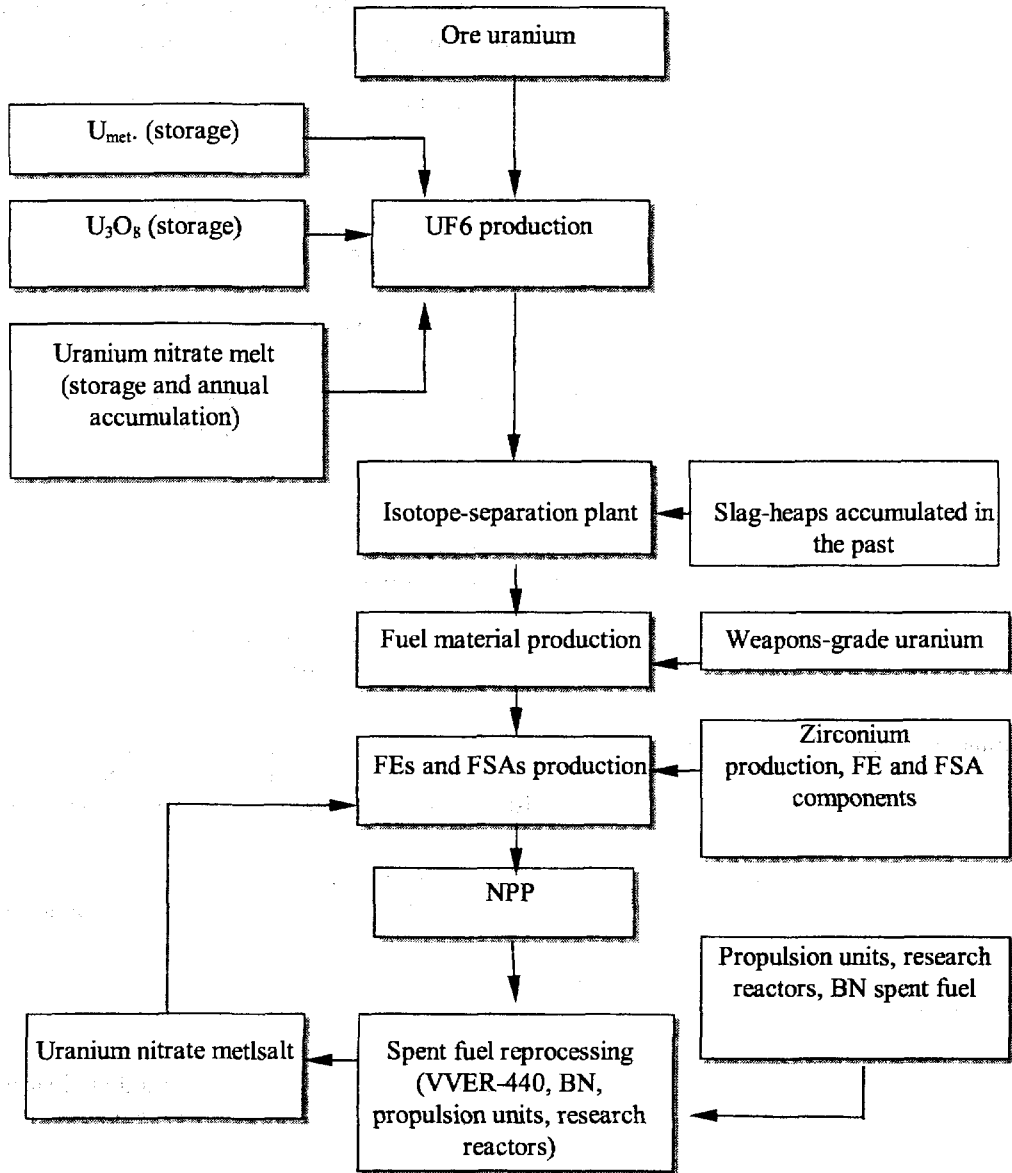 Ore uranium
U_met. (storage)
U₃O₈ (storage)
UF6 production
Uranium nitrate melt
(storage and annual
accumulation)
Isotope-separation plant
Slag-heaps accumulated in
the past
Fuel material production
Weapons-grade uranium
FEs and FSAs production
Zirconium
production, FE and FSA
components
NPP
Propulsion units, research
reactors, BN spent fuel
Uranium nitrate metlsalt
Spent fuel reprocessing
(VVER-440, BN,
propulsion units, research
reactors)